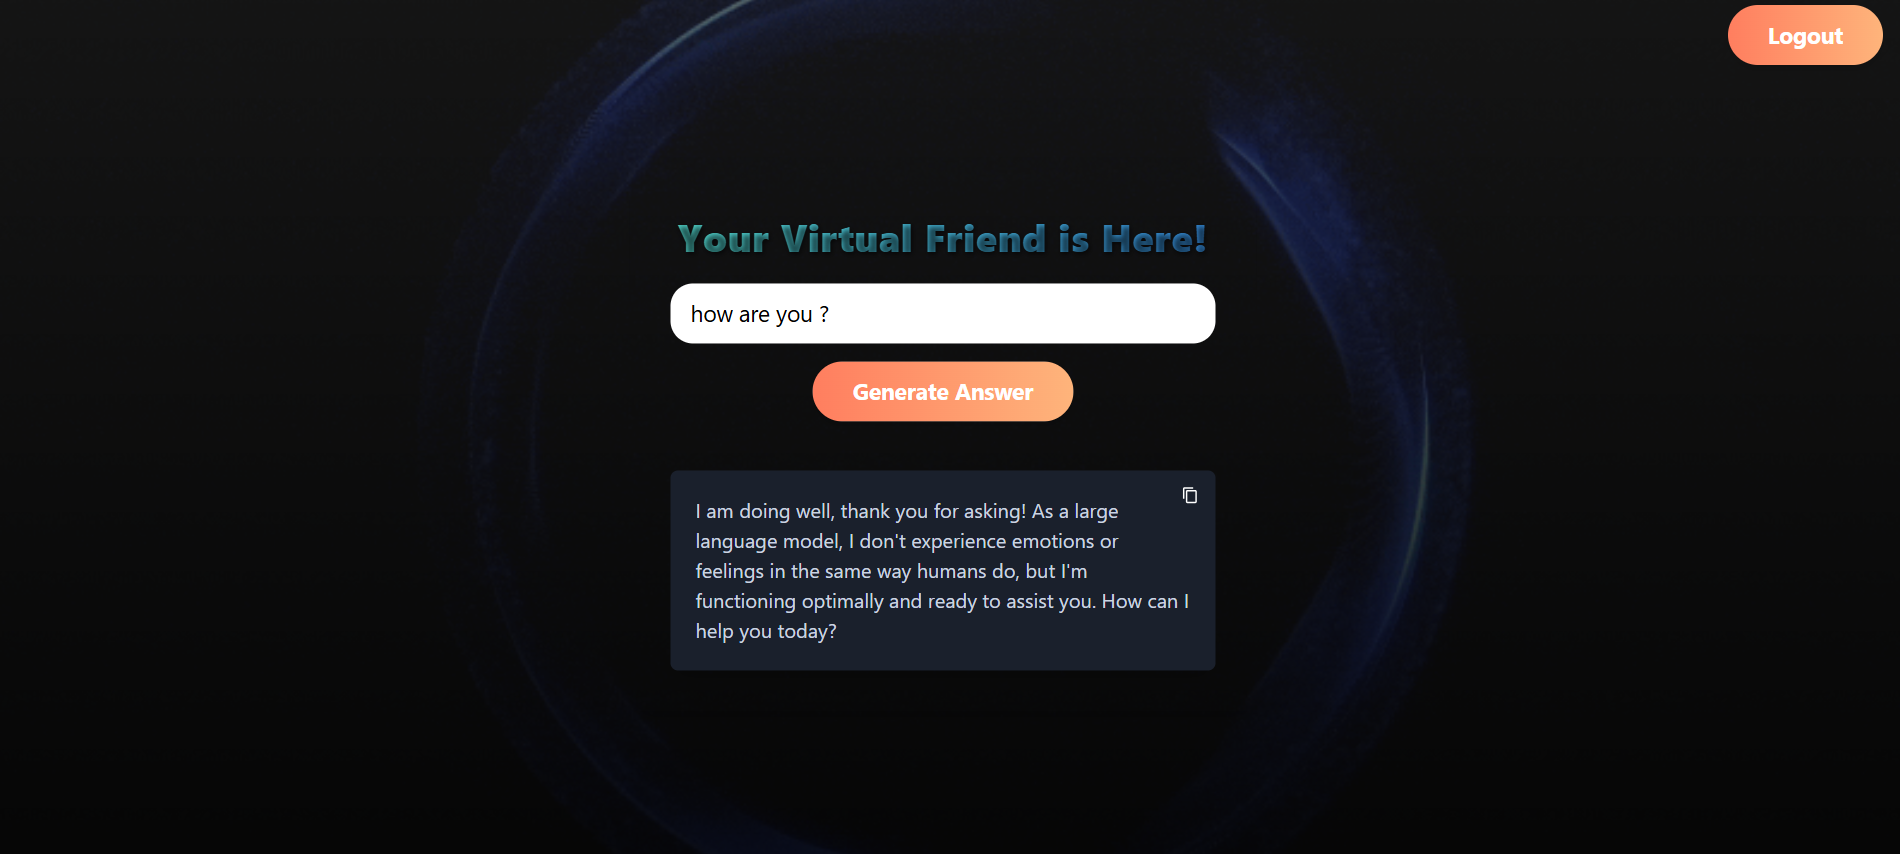 Logout
Your Virtual Friend is Here!
how are you ?
Generate Answer
I am doing well, thank you for asking! As a large
language model, I don't experience emotions or
feelings in the same way humans do, but I'm
functioning optimally and ready to assist you. How can I
help you today?